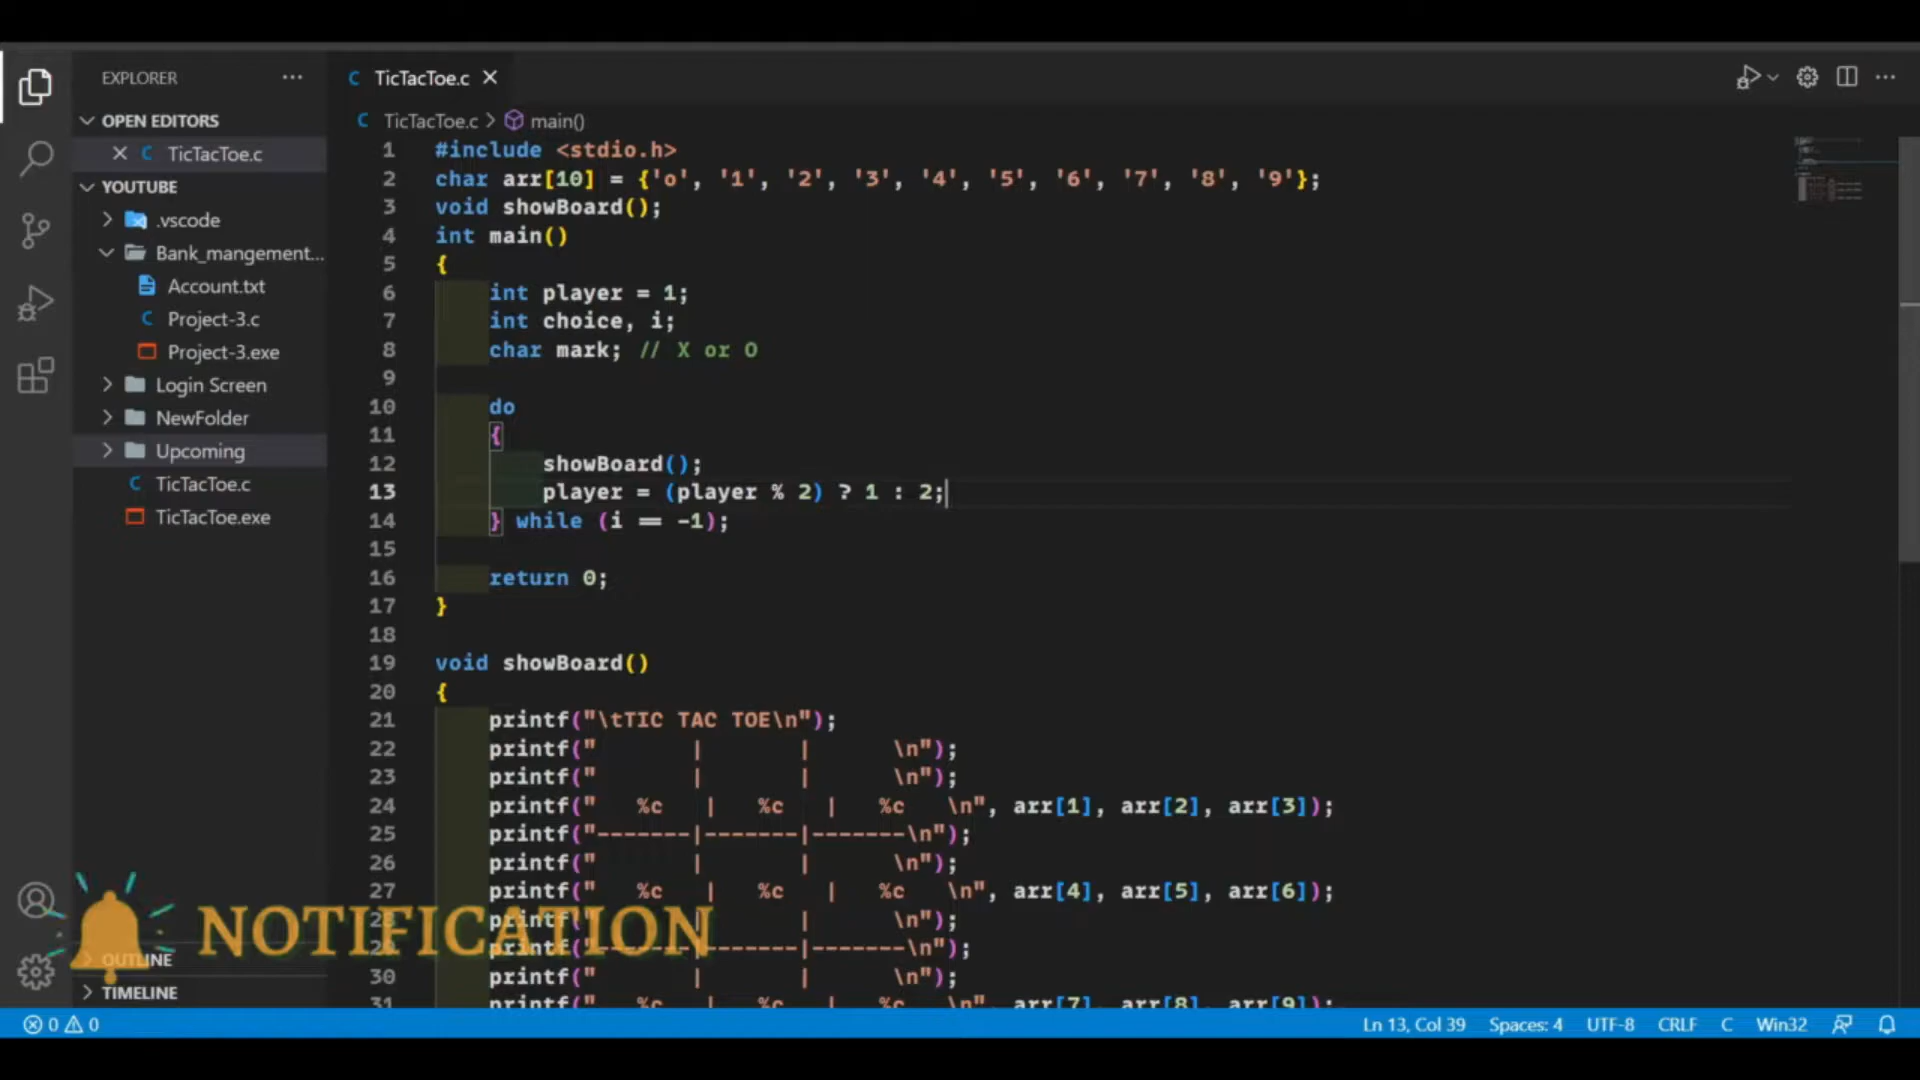 EXPLORER
OPEN EDITORS
TicTacToe.c
YOUTUBE
.vscode
Bank_mangement...
Account.txt
Project-3.c
Project-3.exe
Login Screen
NewFolder
Upcoming
TicTacToe.c
TicTacToe.exe
OUTLINE
TIMELINE
NOTIFICATION
TicTacToe.c
TicTacToe.c > main()
1 #include <stdio.h>
2 char arr[10] = {'o', '1', '2', '3', '4', '5', '6', '7', '8', '9'};
3 void showBoard();
4 int main()
5 {
6 int player = 1;
7 int choice, i;
8 char mark; // X or O
9
10 do
11 {
12 showBoard();
13 player = (player % 2) ? 1 : 2;
14 } while (i == -1);
15
16 return 0;
17 }
18
19 void showBoard()
20 {
21 printf("\tTIC TAC TOE\n");
22 printf("       |       |      \n");
23 printf("       |       |      \n");
24 printf("   %c   |   %c   |   %c   \n", arr[1], arr[2], arr[3]);
25 printf("-------|-------|-------\n");
26 printf("       |       |      \n");
27 printf("   %c   |   %c   |   %c   \n", arr[4], arr[5], arr[6]);
28 printf("       |       |      \n");
29 printf("-------|-------|-------\n");
30 printf("       |       |      \n");
31 printf("   %c   |   %c   |   %c   \n", arr[7], arr[8], arr[9]);
0 0
Ln 13, Col 39 Spaces: 4 UTF-8 CRLF C Win32